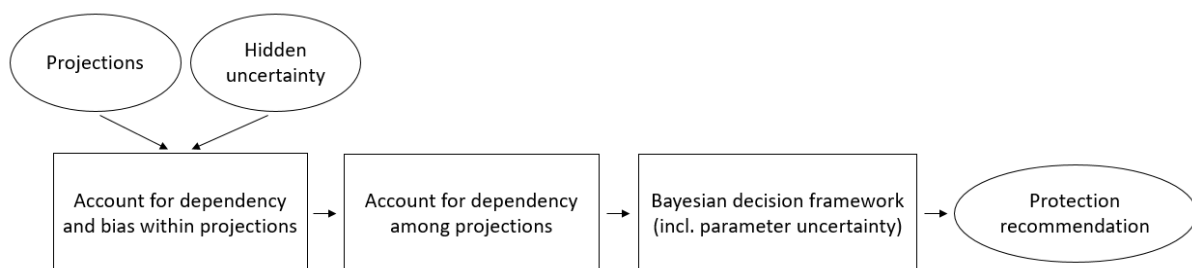 Projections
Hidden
uncertainty
Account for dependency
and bias within projections
Account for dependency
among projections
Bayesian decision framework
(incl. parameter uncertainty)
Protection
recommendation